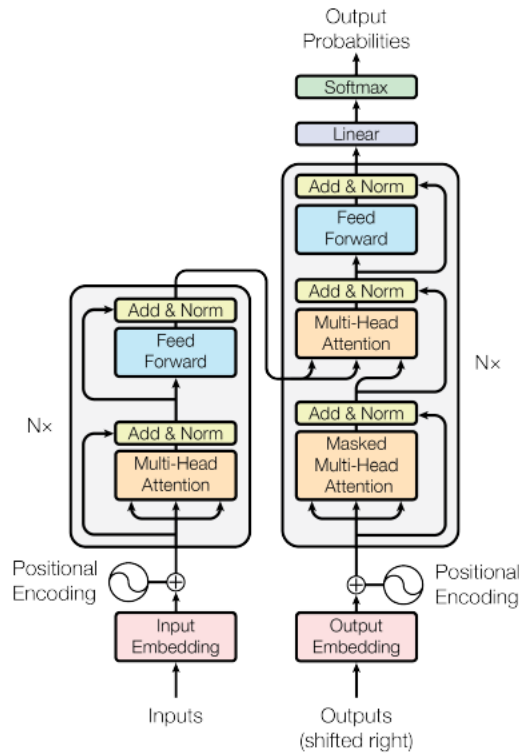 Output
Probabilities
Softmax
Linear
Add & Norm
Feed
Forward
Add & Norm
Multi-Head
Attention
Nx
Add & Norm
Masked
Multi-Head
Attention
Add & Norm
Feed
Forward
Nx
Add & Norm
Multi-Head
Attention
Positional
Encoding
Positional
Encoding
Input
Embedding
Output
Embedding
Inputs
Outputs
(shifted right)